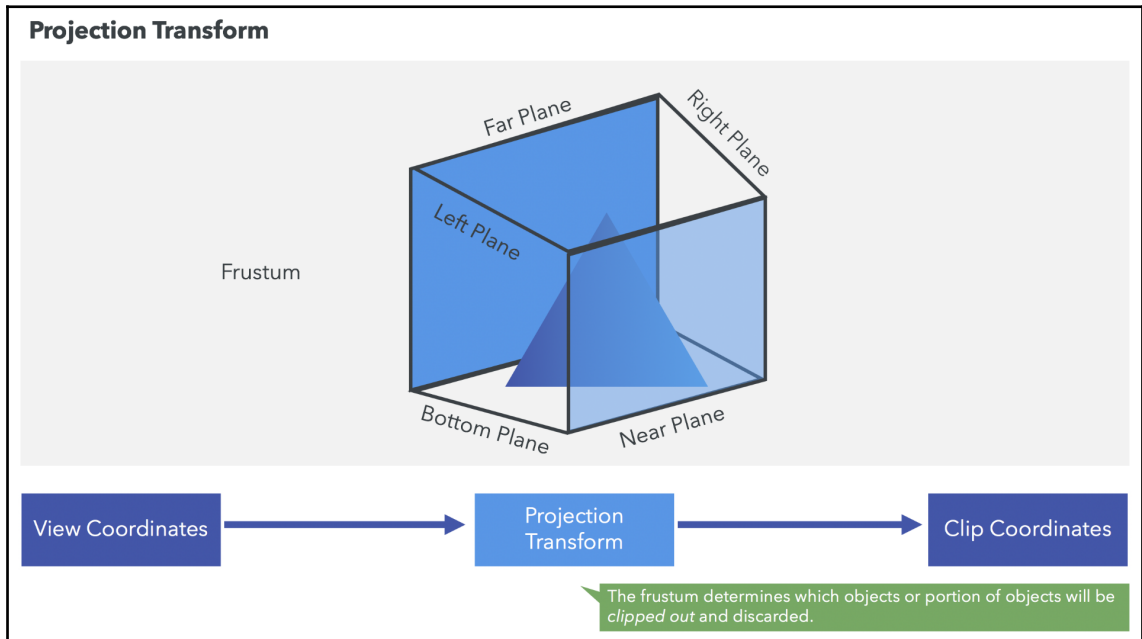 Projection Transform
Far Plane
Right Plane
Left Plane
Frustum
Bottom Plane
Near Plane
View Coordinates
Projection
Transform
Clip Coordinates
The frustum determines which objects or portion of objects will be
clipped out and discarded.